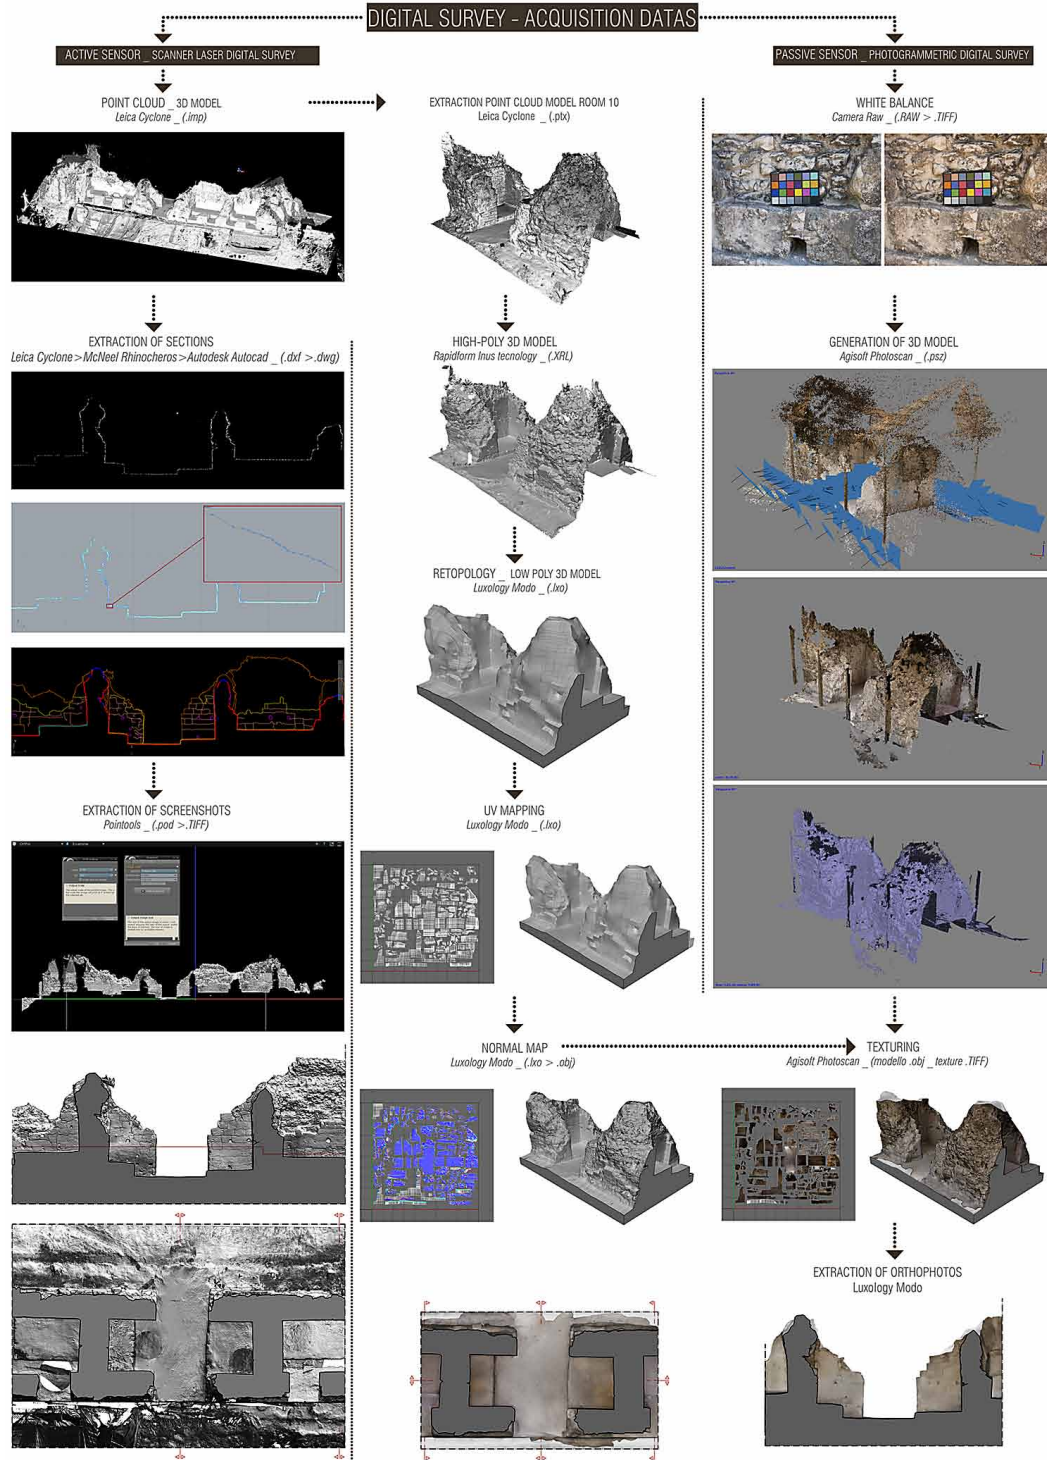 DIGITAL SURVEY - ACQUISITION DATAS
ACTIVE SENSOR _ SCANNER LASER DIGITAL SURVEY
PASSIVE SENSOR _ PHOTOGRAMMETRIC DIGITAL SURVEY
POINT CLOUD _ 3D MODEL
Leica Cyclone _ (.imp)
EXTRACTION POINT CLOUD MODEL ROOM 10
Leica Cyclone _ (.ptx)
WHITE BALANCE
Camera Raw _ (.RAW > .TIFF)
EXTRACTION OF SECTIONS
Leica Cyclone>McNeel Rhinocheros>Autodesk Autocad _ (.dxf >.dwg)
HIGH-POLY 3D MODEL
Rapidform Inus tecnology _ (.XRL)
GENERATION OF 3D MODEL
Agisoft Photoscan _ (.psz)
RETOPOLOGY _ LOW POLY 3D MODEL
Luxology Modo _ (.lxo)
EXTRACTION OF SCREENSHOTS
Pointools _ (.pod >.TIFF)
UV MAPPING
Luxology Modo _ (.lxo)
NORMAL MAP
Luxology Modo _ (.lxo > .obj)
TEXTURING
Agisoft Photoscan _ (modello .obj _ texture .TIFF)
EXTRACTION OF ORTHOPHOTOS
Luxology Modo